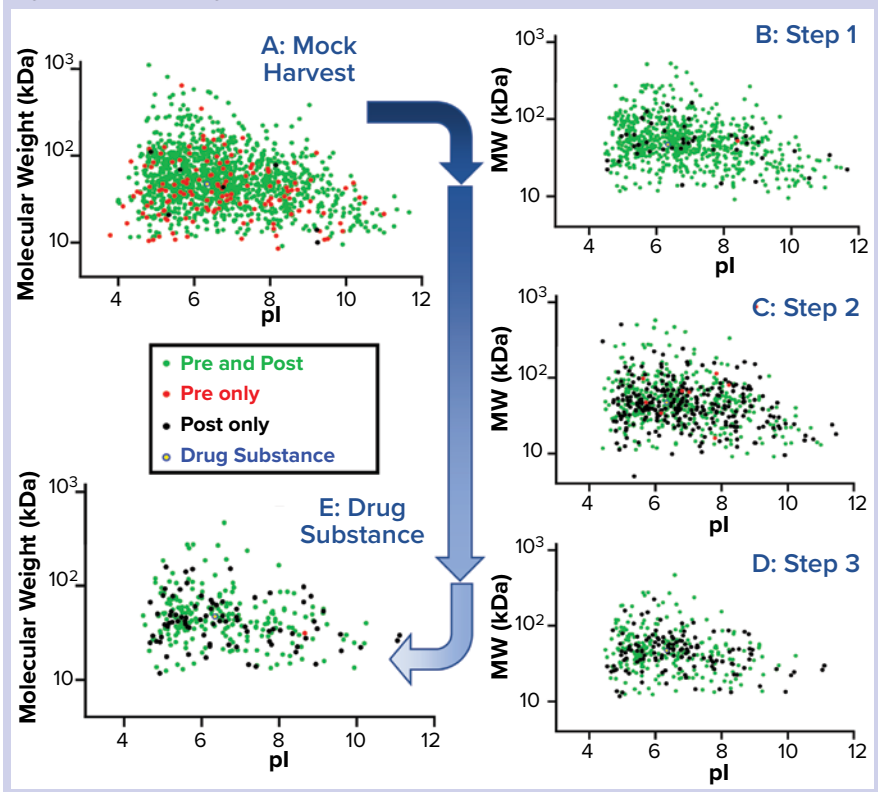 A: Mock
Harvest
Molecular Weight (kDa)
10³
10²
10
4 6 8 10 12
pI
B: Step 1
MW (kDa)
10³
10²
10
4 6 8 10 12
pI
C: Step 2
MW (kDa)
10³
10²
10
4 6 8 10 12
pI
Pre and Post
Pre only
Post only
Drug Substance
E: Drug
Substance
Molecular Weight (kDa)
10³
10²
10
4 6 8 10 12
pI
D: Step 3
MW (kDa)
10³
10²
10
4 6 8 10 12
pI